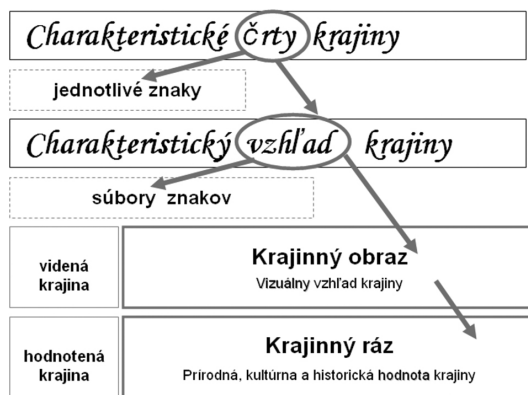 Charakteristické črty krajiny
jednotlivé znaky
Charakteristický vzhľad krajiny
súbory znakov
videná
krajina
Krajinný obraz
Vizuálny vzhľad krajiny
hodnotená
krajina
Krajinný ráz
Prírodná, kultúrna a historická hodnota krajiny